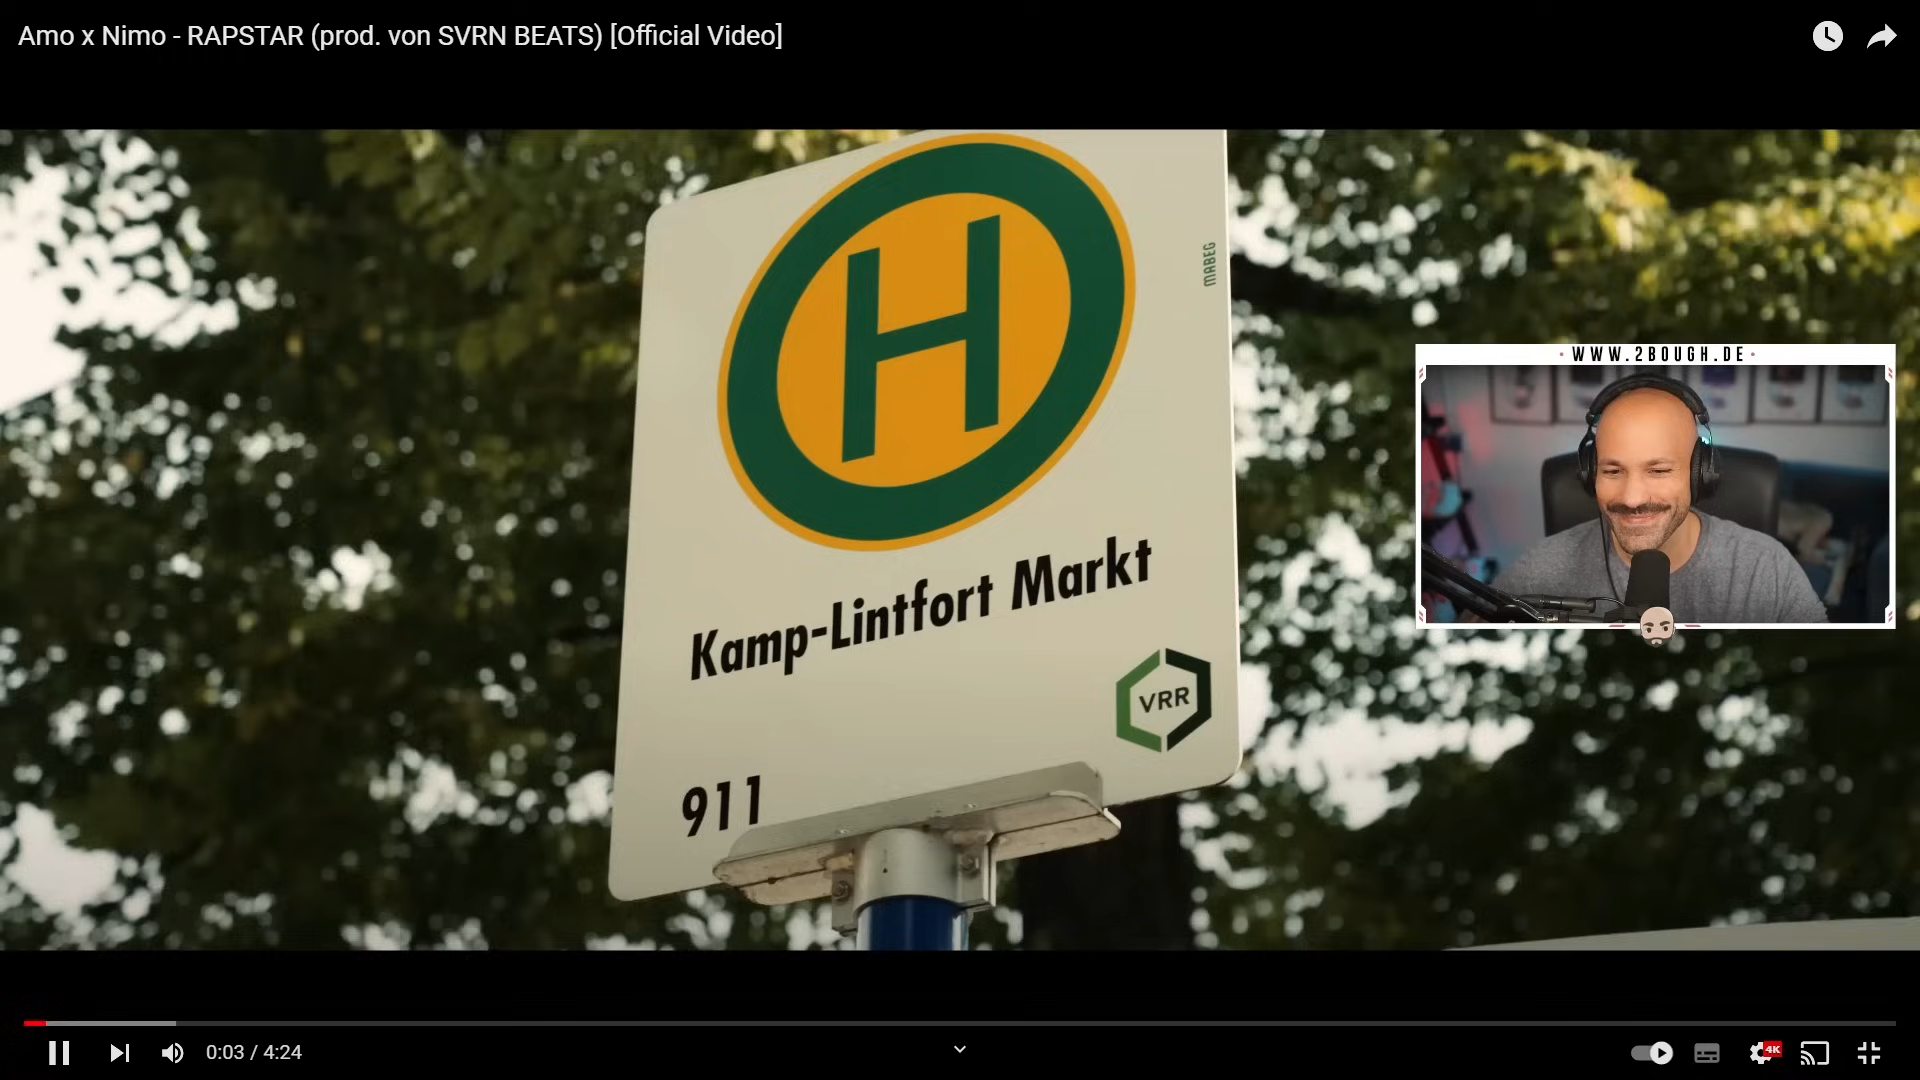 Amo x Nimo - RAPSTAR (prod. von SVRN BEATS) [Official Video]
H
MABEG
Kamp-Lintfort Markt
VRR
911
WWW.2BOUGH.DE
0:03 / 4:24
4K